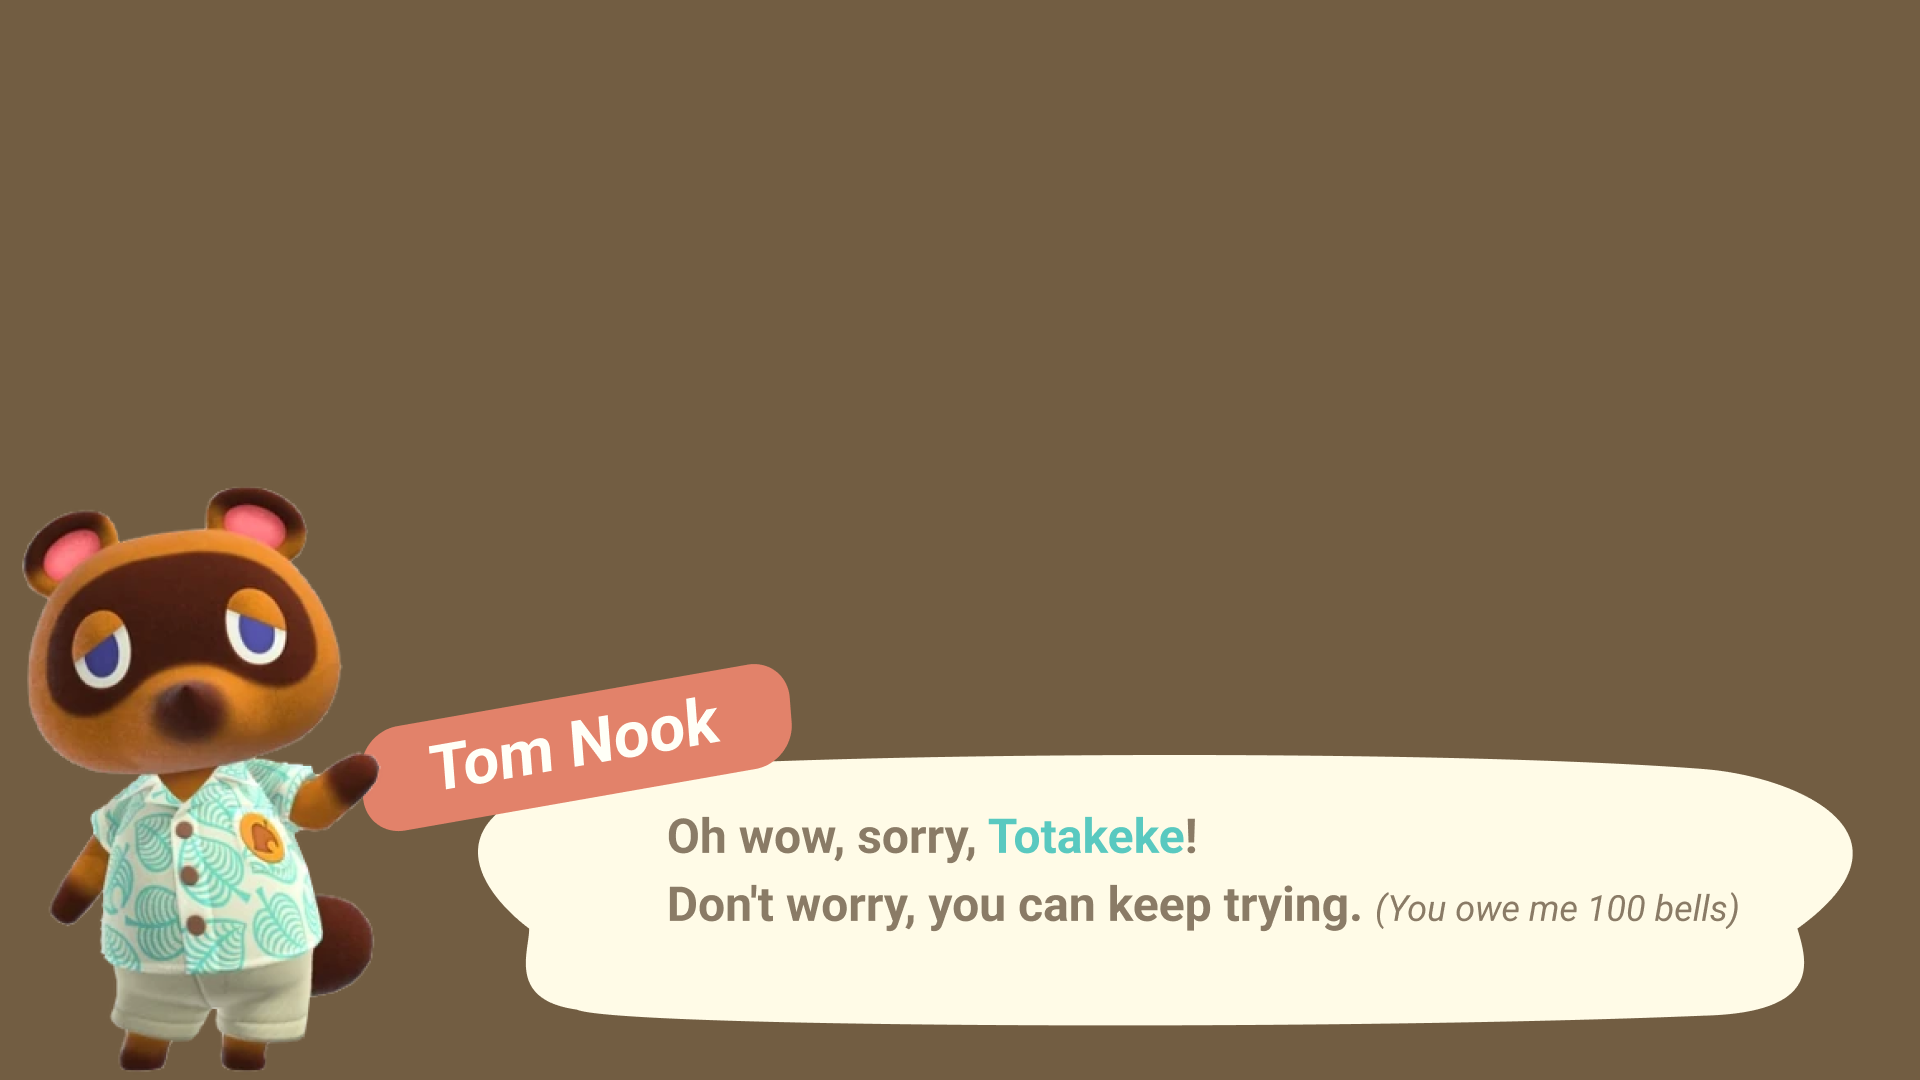 Tom Nook
Oh wow, sorry, Totakeke!
Don't worry, you can keep trying. (You owe me 100 bells)